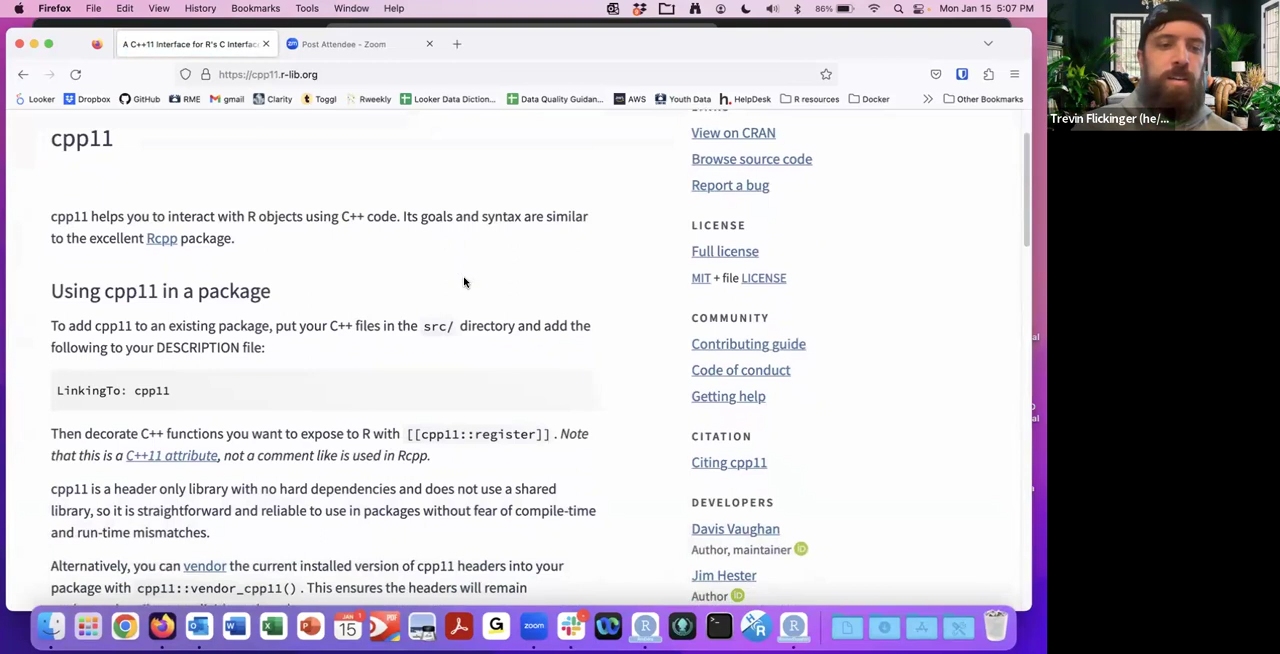 Firefox File Edit View History Bookmarks Tools Window Help 86% Mon Jan 15 5:07 PM
A C++11 Interface for R's C Interfac
Post Attendee - Zoom
https://cpp11.r-lib.org
Looker Dropbox GitHub RME gmail Clarity Toggl Rweekly Looker Data Diction... Data Quality Guidan... AWS Youth Data HelpDesk R resources Docker Other Bookmarks
Trevin Flickinger (he/...
cpp11
cpp11 helps you to interact with R objects using C++ code. Its goals and syntax are similar
to the excellent Rcpp package.
Using cpp11 in a package
To add cpp11 to an existing package, put your C++ files in the src/ directory and add the
following to your DESCRIPTION file:
LinkingTo: cpp11
Then decorate C++ functions you want to expose to R with [[cpp11::register]]. Note
that this is a C++11 attribute, not a comment like is used in Rcpp.
cpp11 is a header only library with no hard dependencies and does not use a shared
library, so it is straightforward and reliable to use in packages without fear of compile-time
and run-time mismatches.
Alternatively, you can vendor the current installed version of cpp11 headers into your
package with cpp11::vendor_cpp11(). This ensures the headers will remain
View on CRAN
Browse source code
Report a bug
LICENSE
Full license
MIT + file LICENSE
COMMUNITY
Contributing guide
Code of conduct
Getting help
CITATION
Citing cpp11
DEVELOPERS
Davis Vaughan
Author, maintainer
Jim Hester
Author
JAN
15
zoom